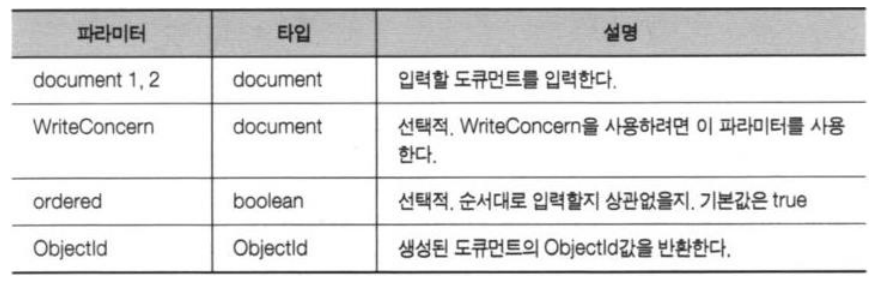 파라미터 타입 설명
document 1, 2 document 입력할 도큐먼트를 입력한다.
WriteConcern document 선택적. WriteConcern을 사용하려면 이 파라미터를 사용
한다.
ordered boolean 선택적. 순서대로 입력할지 상관없을지. 기본값은 true
ObjectId ObjectId 생성된 도큐먼트의 ObjectId값을 반환한다.